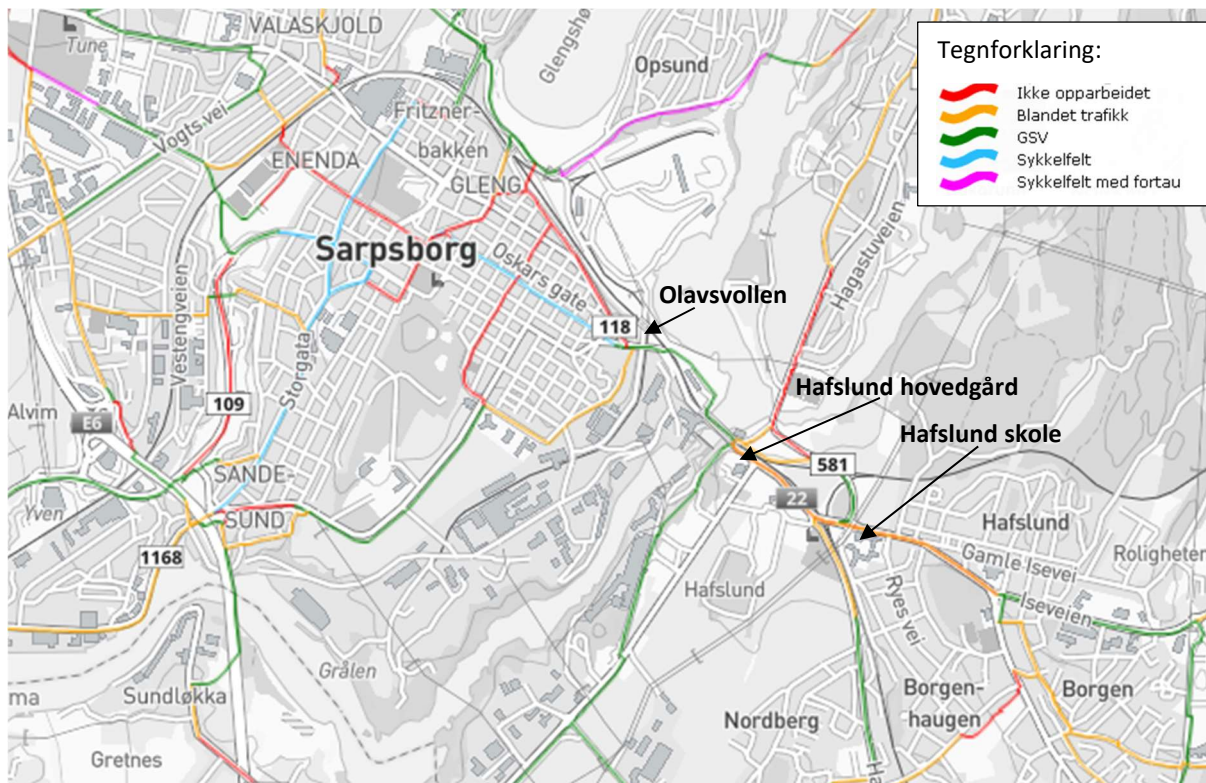 Tegnforklaring:
Ikke opparbeidet
Blandet trafikk
GSV
Sykkelfelt
Sykkelfelt med fortau
VALASKJOLD
Tune
Glengshø
Opsund
Fritzner-
bakken
Vogts vei
ENENDA
GLENG
Sarpsborg
Oskars gate
Hagastuveien
Olavsvollen
118
Vestengveien
Storgata
Hafslund hovedgård
Alvim
109
E6
Hafslund skole
581
SANDE-
SUND
22
Yven
Hafslund
Gamle Isevei
Roligheten
1168
Hafslund
Ryes vei
Iseveien
Grålen
Sundløkka
Nordberg
Borgen-
haugen
Borgen
Gretnes